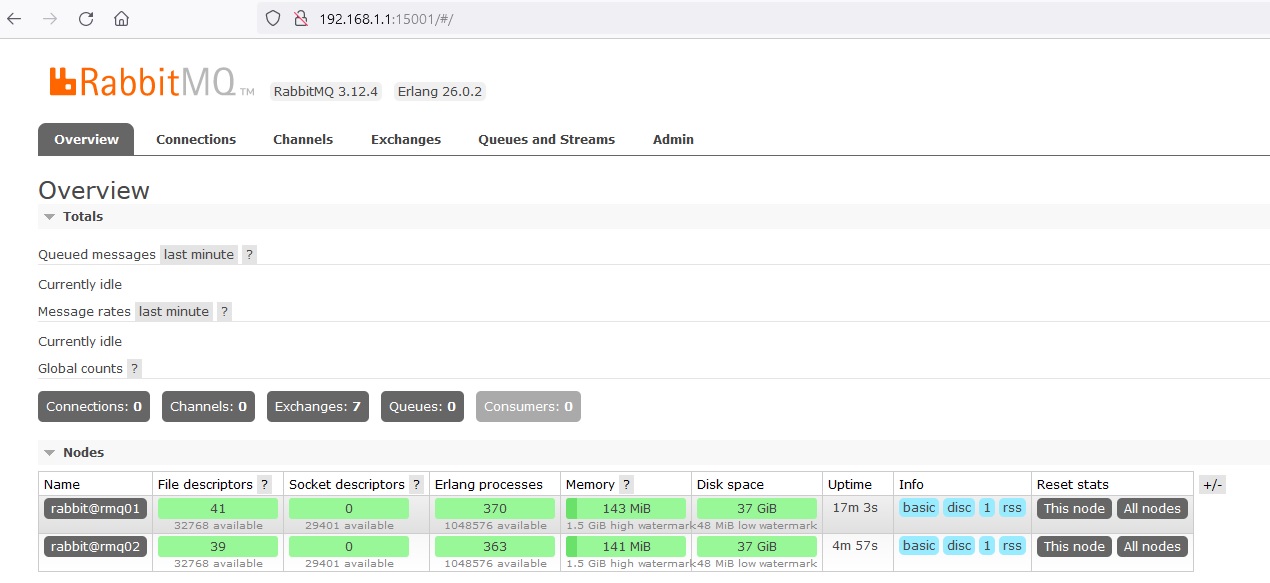 192.168.1.1:15001/#/
RabbitMQ TM RabbitMQ 3.12.4 Erlang 26.0.2
Overview Connections Channels Exchanges Queues and Streams Admin
Overview
Totals
Queued messages last minute ?
Currently idle
Message rates last minute ?
Currently idle
Global counts ?
Connections: 0 Channels: 0 Exchanges: 7 Queues: 0 Consumers: 0
Nodes
Name File descriptors ? Socket descriptors ? Erlang processes Memory ? Disk space Uptime Info Reset stats +/-
rabbit@rmq01 41 0 370 143 MiB 37 GiB 17m 3s basic disc 1 rss This node All nodes
32768 available 29401 available 1048576 available 1.5 GiB high watermark 48 MiB low watermark
rabbit@rmq02 39 0 363 141 MiB 37 GiB 4m 57s basic disc 1 rss This node All nodes
32768 available 29401 available 1048576 available 1.5 GiB high watermark 48 MiB low watermark